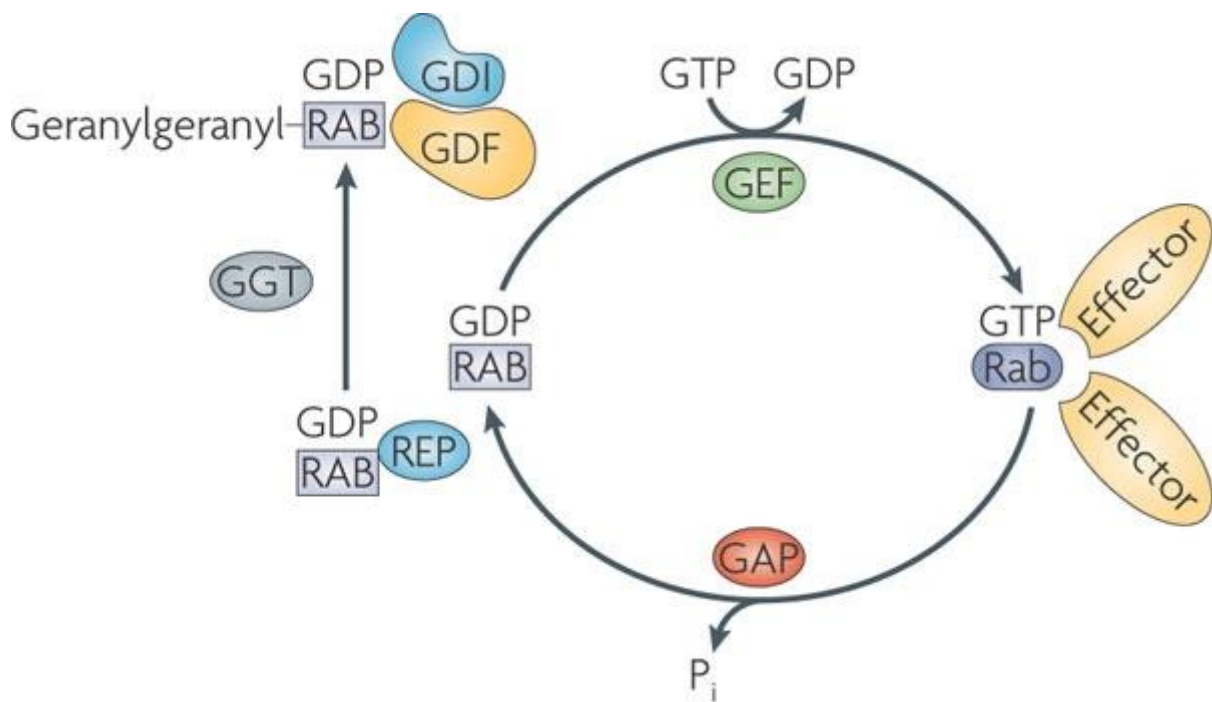 GDP
GDI
Geranylgeranyl
RAB
GDF
GGT
GDP
RAB
REP
GTP
GDP
GEF
GDP
RAB
GTP
Rab
Effector
Effector
GAP
Pi